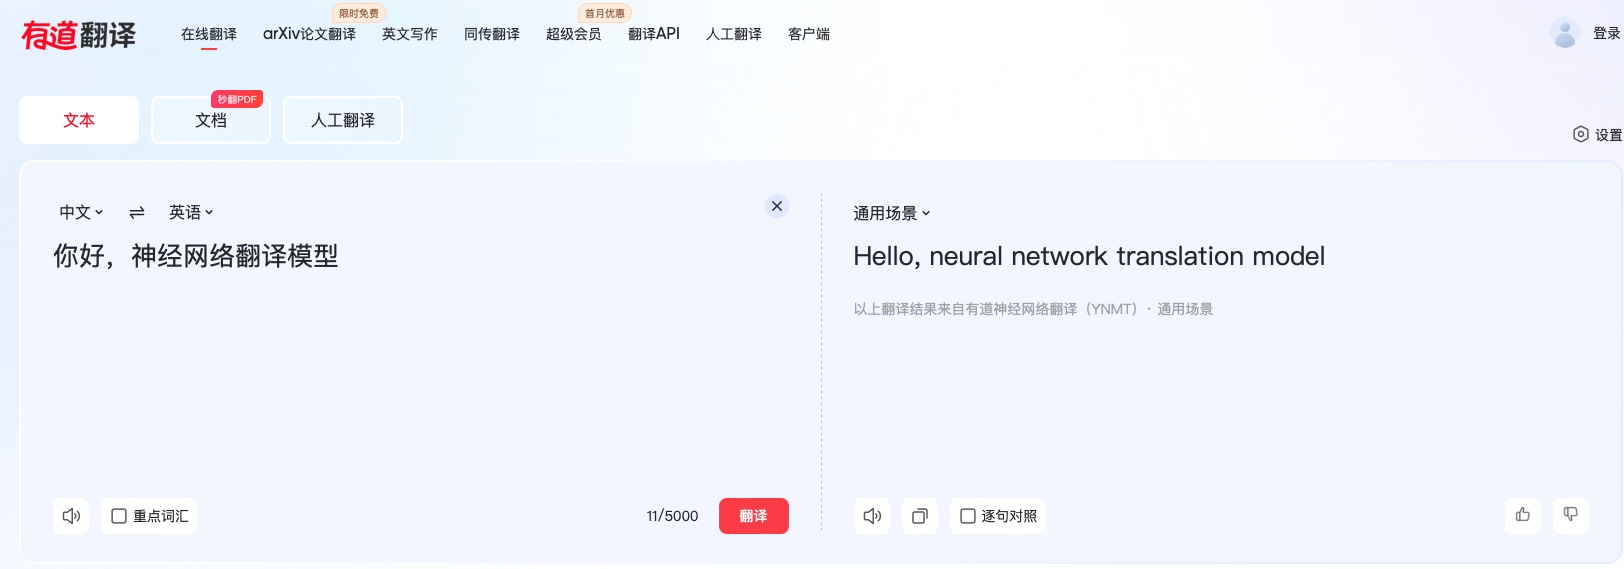 限时免费
首月优惠
有道翻译
在线翻译 arXiv论文翻译 英文写作 同传翻译 超级会员 翻译API 人工翻译 客户端
登录
秒翻PDF
文本 文档 人工翻译
设置
中文 英语
你好，神经网络翻译模型
重点词汇
11/5000
翻译
通用场景
Hello, neural network translation model
以上翻译结果来自有道神经网络翻译（YNMT）· 通用场景
逐句对照